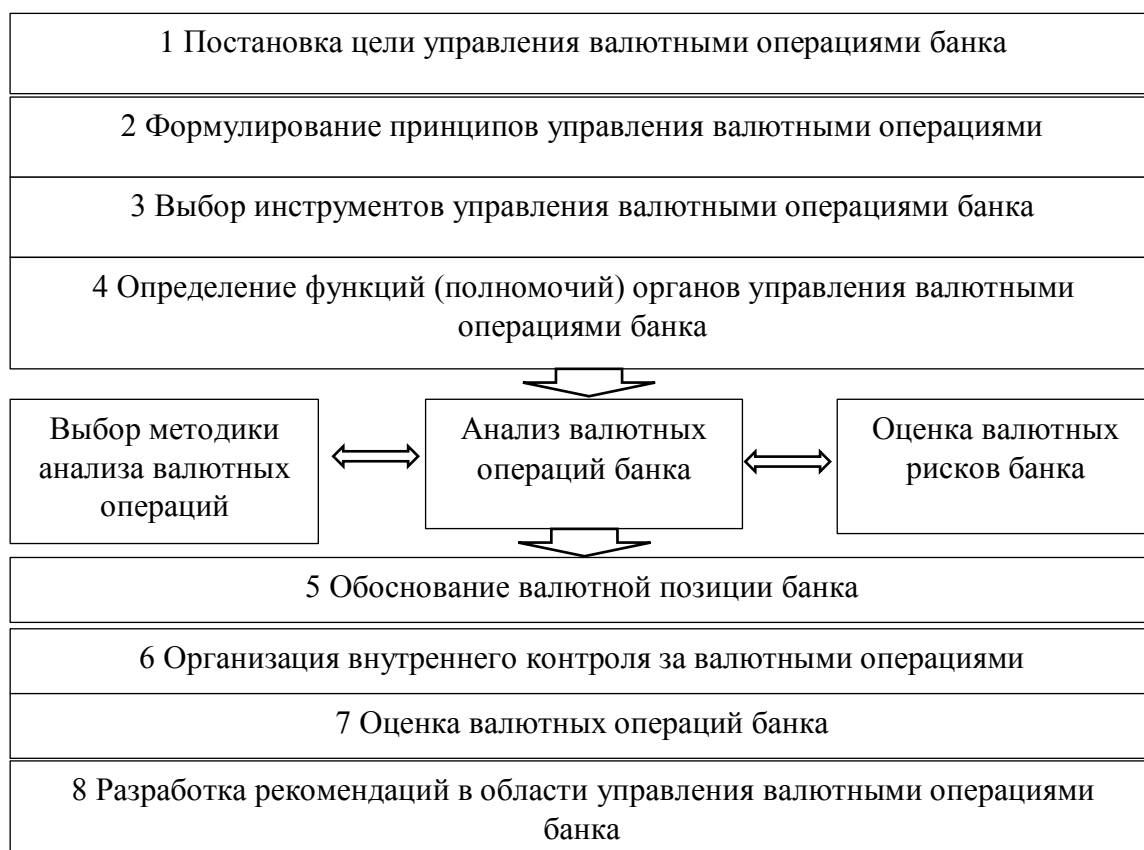 1 Постановка цели управления валютными операциями банка
2 Формулирование принципов управления валютными операциями
3 Выбор инструментов управления валютными операциями банка
4 Определение функций (полномочий) органов управления валютными
операциями банка
Выбор методики
анализа валютных
операций
Анализ валютных
операций банка
Оценка валютных
рисков банка
5 Обоснование валютной позиции банка
6 Организация внутреннего контроля за валютными операциями
7 Оценка валютных операций банка
8 Разработка рекомендаций в области управления валютными операциями
банка